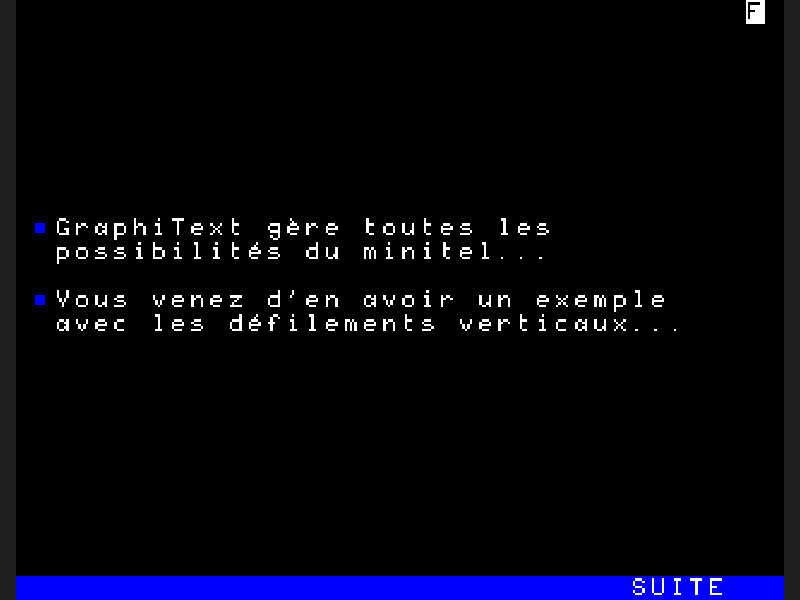 F
GraphiText gère toutes les
possibilités du minitel...
Vous venez d'en avoir un exemple
avec les défilements verticaux...
SUITE